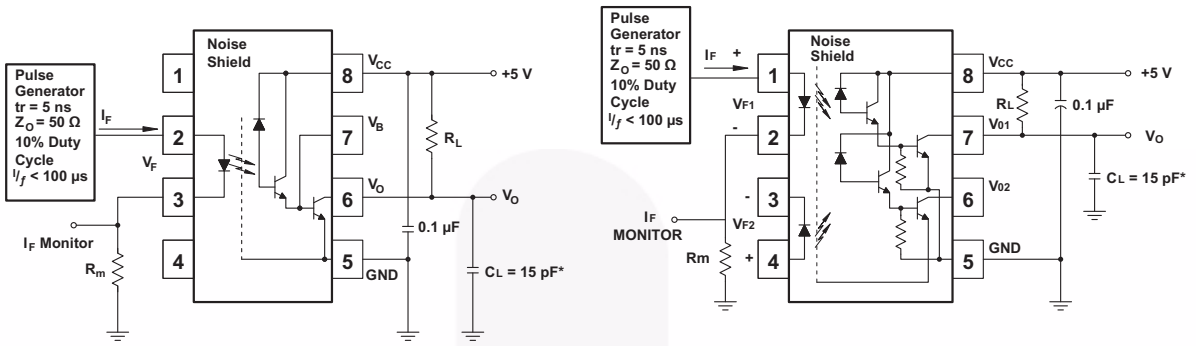 Pulse
Generator
tr = 5 ns
ZO = 50 Ω
10% Duty
Cycle
I/f < 100 µs
IF
VF
IF Monitor
Rm
Noise
Shield
1
2
3
4
8
7
6
5
VCC
VB
VO
GND
RL
0.1 µF
CL = 15 pF*
+5 V
VO
Pulse
Generator
tr = 5 ns
ZO = 50 Ω
10% Duty
Cycle
I/f < 100 µs
IF
+
VF1
-
-
VF2
+
IF
MONITOR
Rm
Noise
Shield
1
2
3
4
8
7
6
5
VCC
V01
V02
GND
RL
0.1 µF
+5 V
VO
CL = 15 pF*